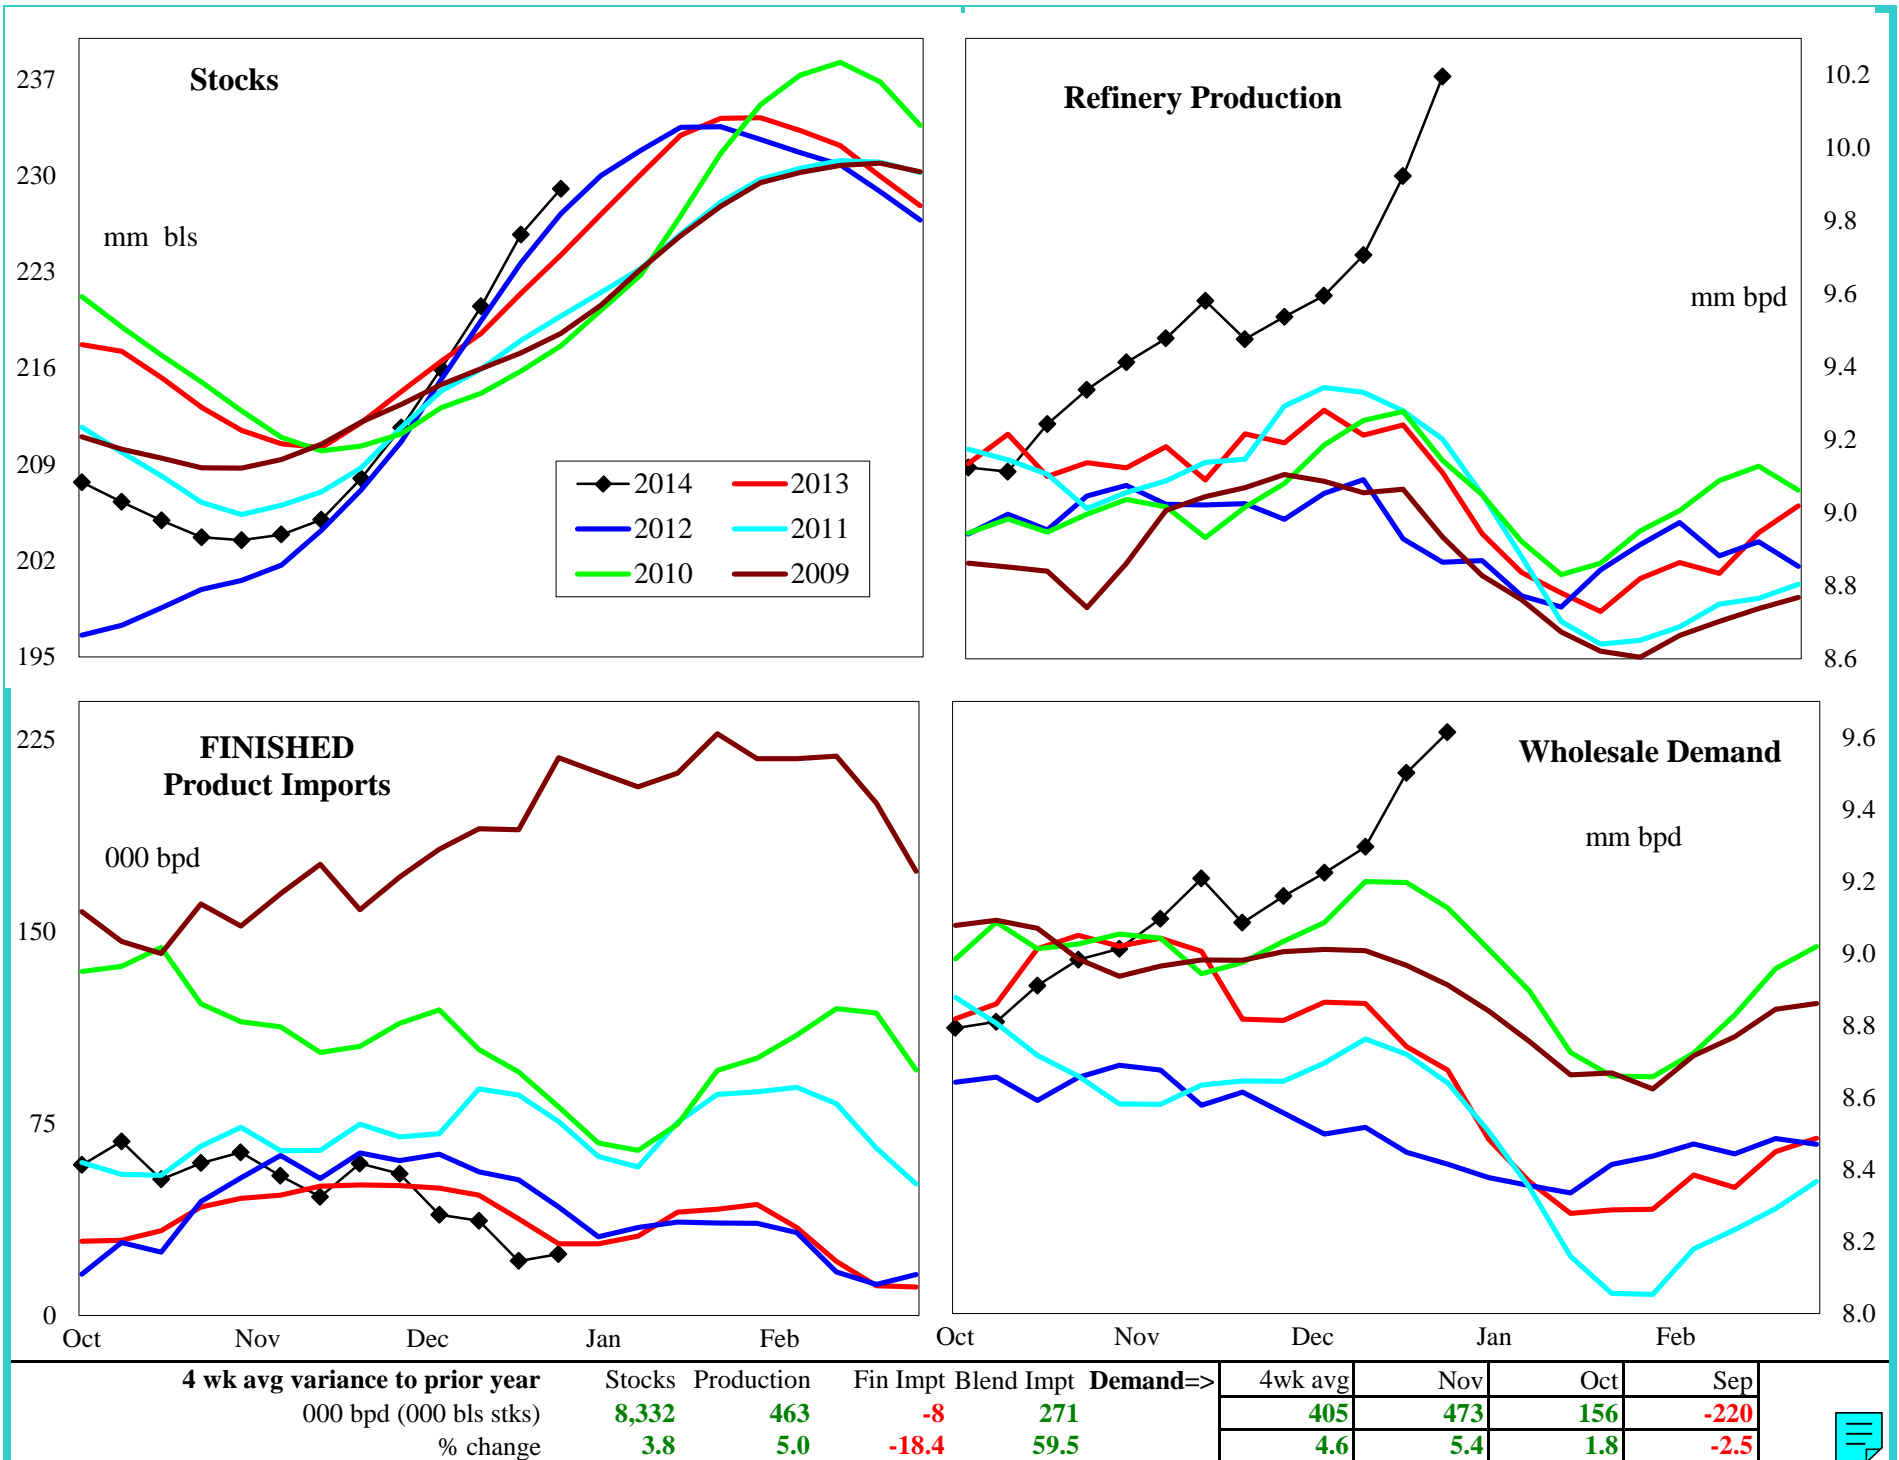 Stocks
mm bls
237
230
223
216
209
202
195
2014 2013
2012 2011
2010 2009
Refinery Production
mm bpd
10.2
10.0
9.8
9.6
9.4
9.2
9.0
8.8
8.6
FINISHED
Product Imports
000 bpd
225
150
75
0
Oct Nov Dec Jan Feb
Wholesale Demand
mm bpd
9.6
9.4
9.2
9.0
8.8
8.6
8.4
8.2
8.0
Oct Nov Dec Jan Feb
4 wk avg variance to prior year Stocks Production Fin Impt Blend Impt Demand=> 4wk avg Nov Oct Sep
000 bpd (000 bls stks) 8,332 463 -8 271 405 473 156 -220
% change 3.8 5.0 -18.4 59.5 4.6 5.4 1.8 -2.5